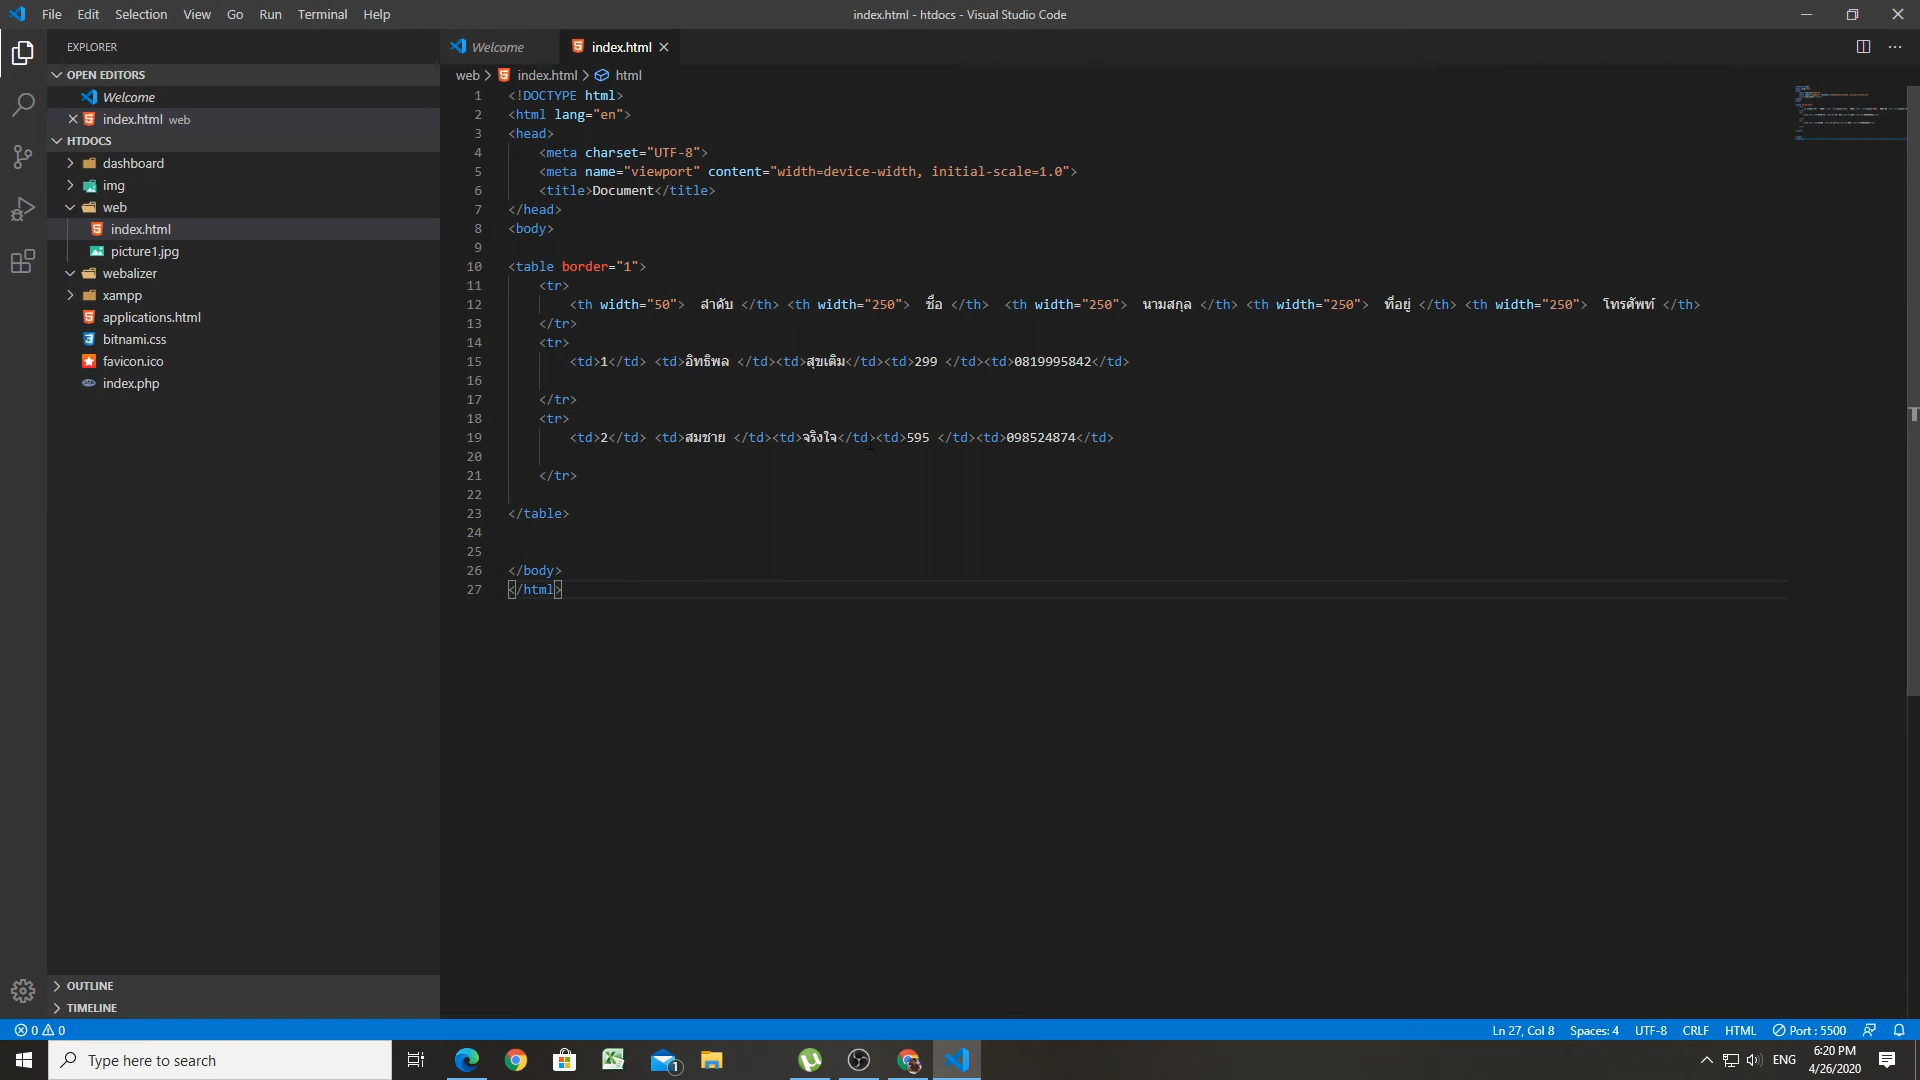 File Edit Selection View Go Run Terminal Help
index.html - htdocs - Visual Studio Code
EXPLORER
OPEN EDITORS
Welcome
index.html web
HTDOCS
dashboard
img
web
index.html
picture1.jpg
webalizer
xampp
applications.html
bitnami.css
favicon.ico
index.php
OUTLINE
TIMELINE
Welcome index.html
web index.html html
1 <!DOCTYPE html>
2 <html lang="en">
3 <head>
4 <meta charset="UTF-8">
5 <meta name="viewport" content="width=device-width, initial-scale=1.0">
6 <title>Document</title>
7 </head>
8 <body>
9
10 <table border="1">
11 <tr>
12 <th width="50"> ลำดับ </th> <th width="250"> ชื่อ </th> <th width="250"> นามสกุล </th> <th width="250"> ที่อยู่ </th> <th width="250"> โทรศัพท์ </th>
13 </tr>
14 <tr>
15 <td>1</td> <td>อิทธิพล </td><td>สุขเติม</td><td>299 </td><td>0819995842</td>
16
17 </tr>
18 <tr>
19 <td>2</td> <td>สมชาย </td><td>จริงใจ</td><td>595 </td><td>098524874</td>
20
21 </tr>
22
23 </table>
24
25
26 </body>
27 </html>
0 0
Ln 27, Col 8 Spaces: 4 UTF-8 CRLF HTML Port : 5500
Type here to search
1
ENG
6:20 PM
4/26/2020